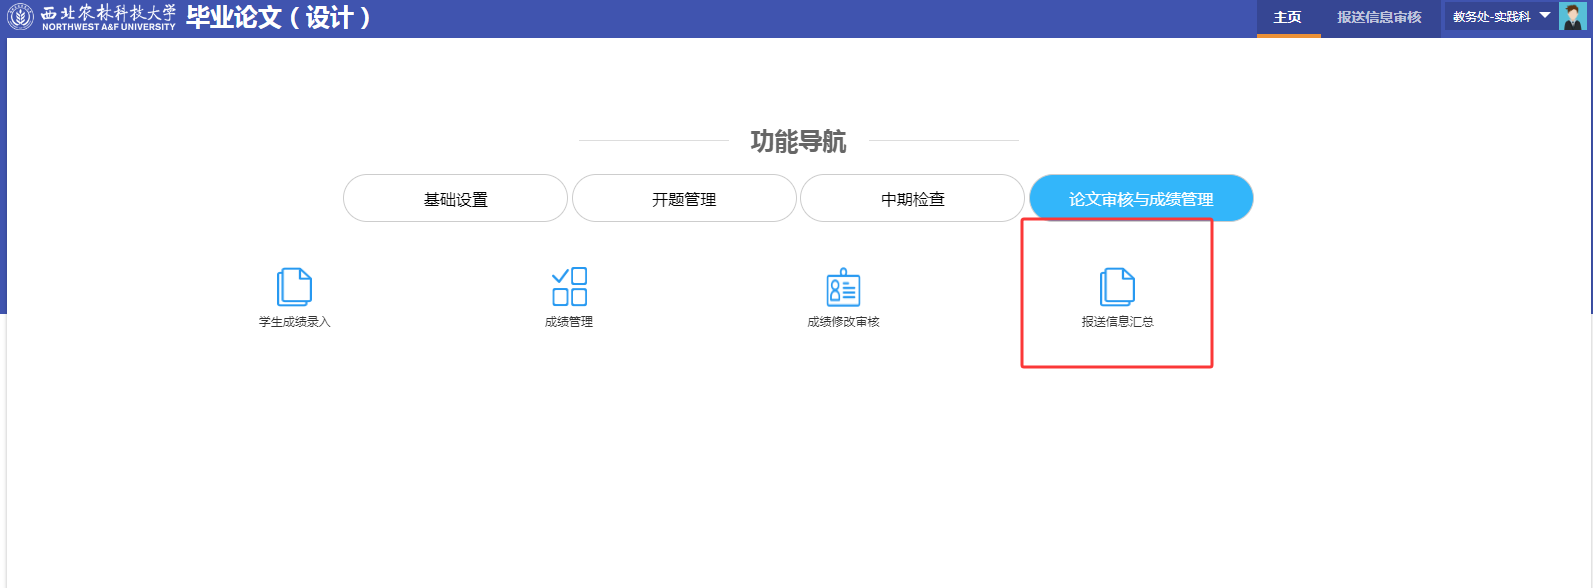 西北农林科技大学
NORTHWEST A&F UNIVERSITY
毕业论文（设计）
主页
报送信息审核
教务处-实践科
功能导航
基础设置
开题管理
中期检查
论文审核与成绩管理
学生成绩录入
成绩管理
成绩修改审核
报送信息汇总